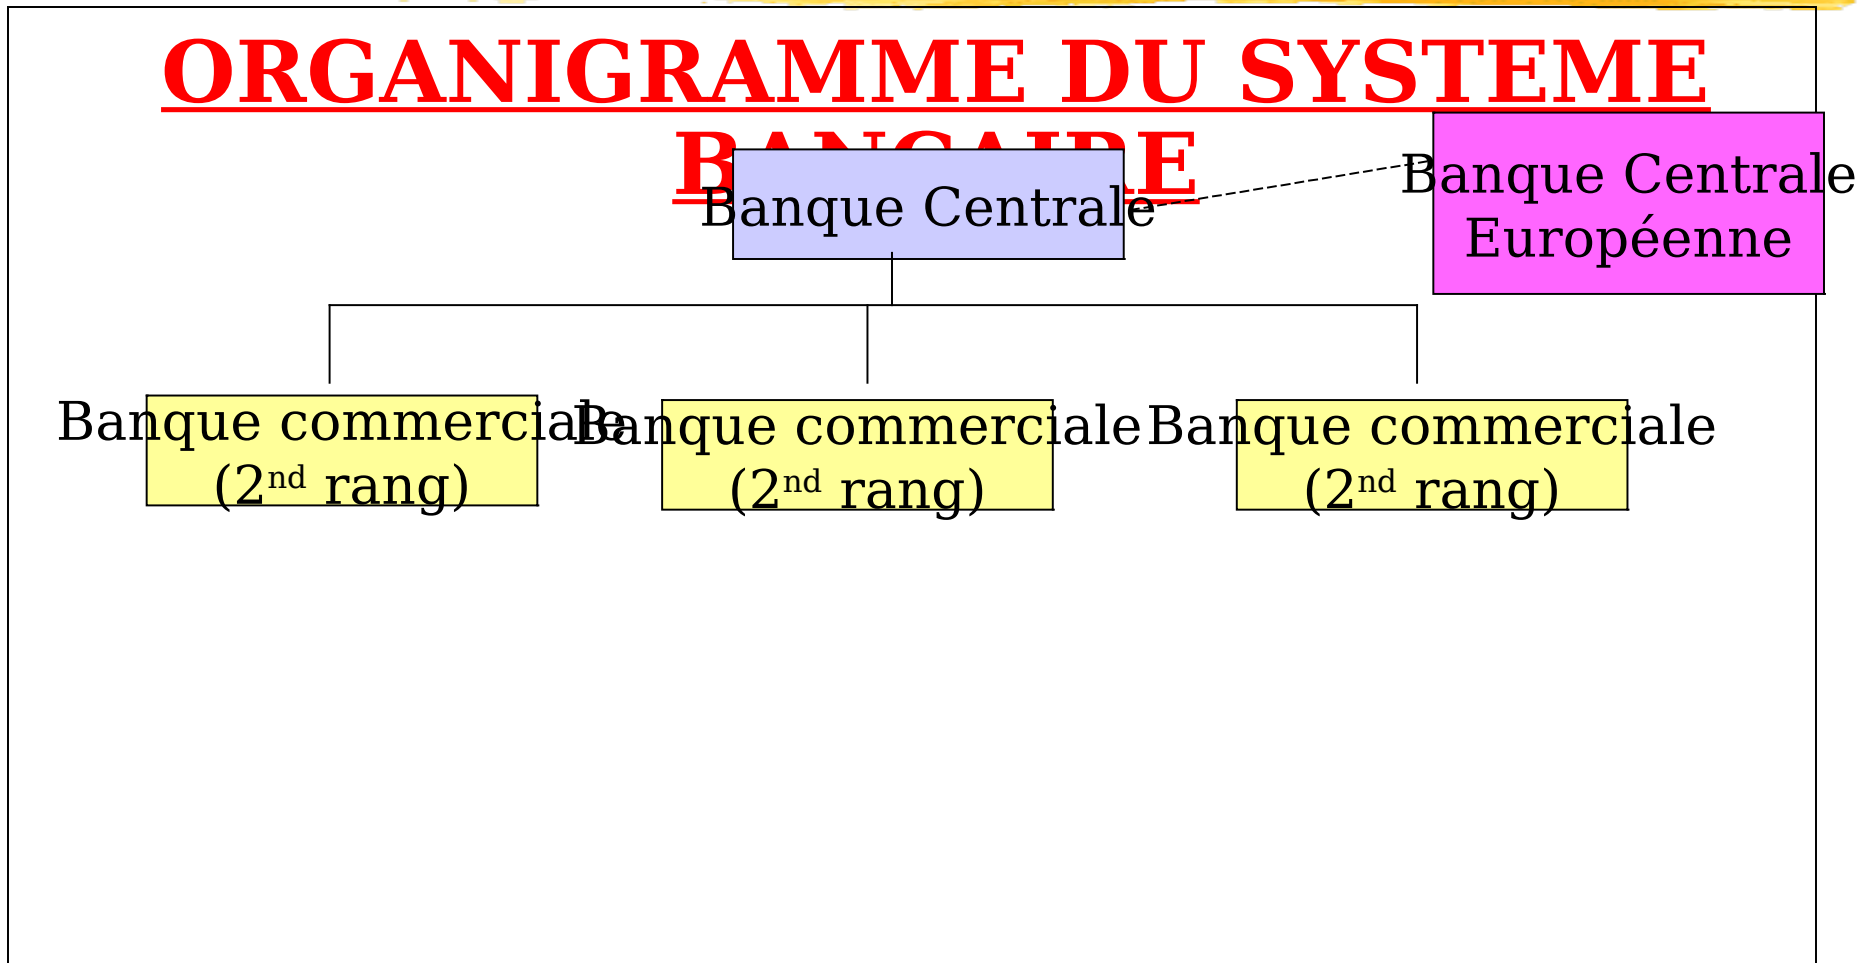 ORGANIGRAMME DU SYSTEME
BANCAIRE
Banque Centrale
Banque Centrale
Européenne
Banque commerciale
(2nd rang)
Banque commerciale
(2nd rang)
Banque commerciale
(2nd rang)